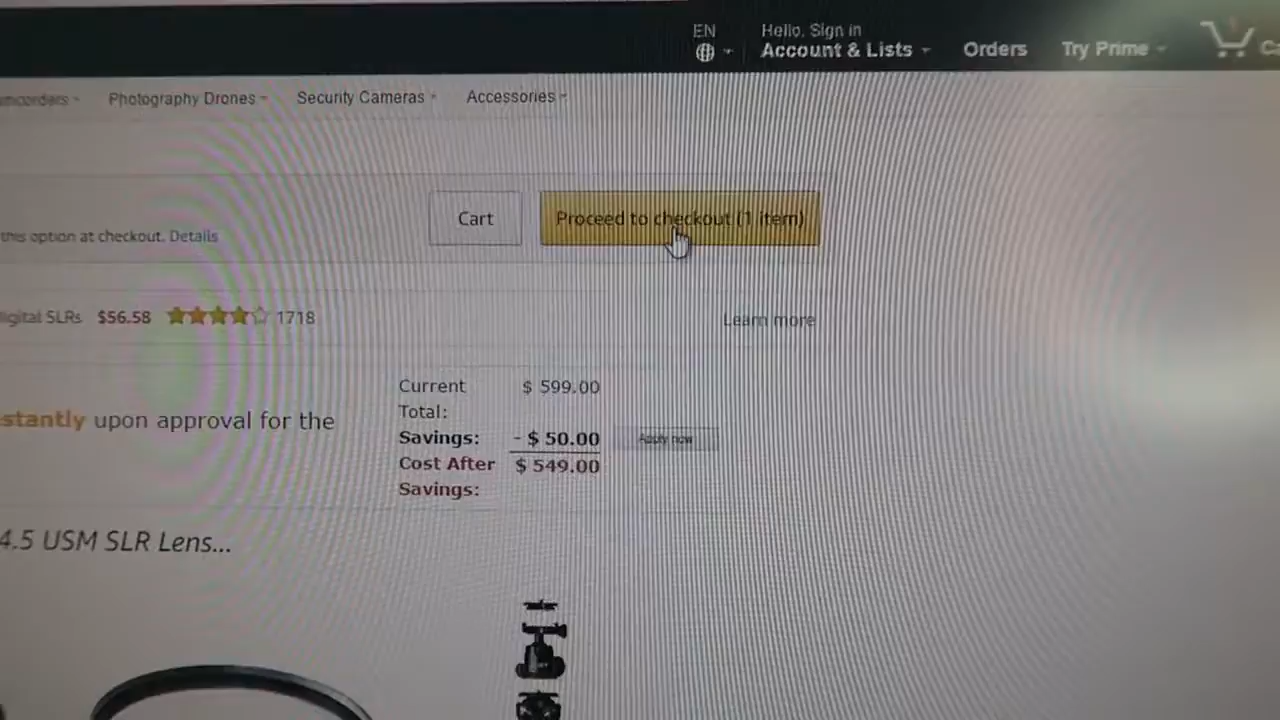 EN
Hello, Sign in
Account & Lists
Orders
Try Prime
Photography Drones
Security Cameras
Accessories
this option at checkout. Details
Cart
Proceed to checkout (1 item)
SLRs $56.58 1718
Learn more
upon approval for the
Current Total: $ 599.00
Savings: - $ 50.00
Apply now
Cost After Savings: $ 549.00
4.5 USM SLR Lens...